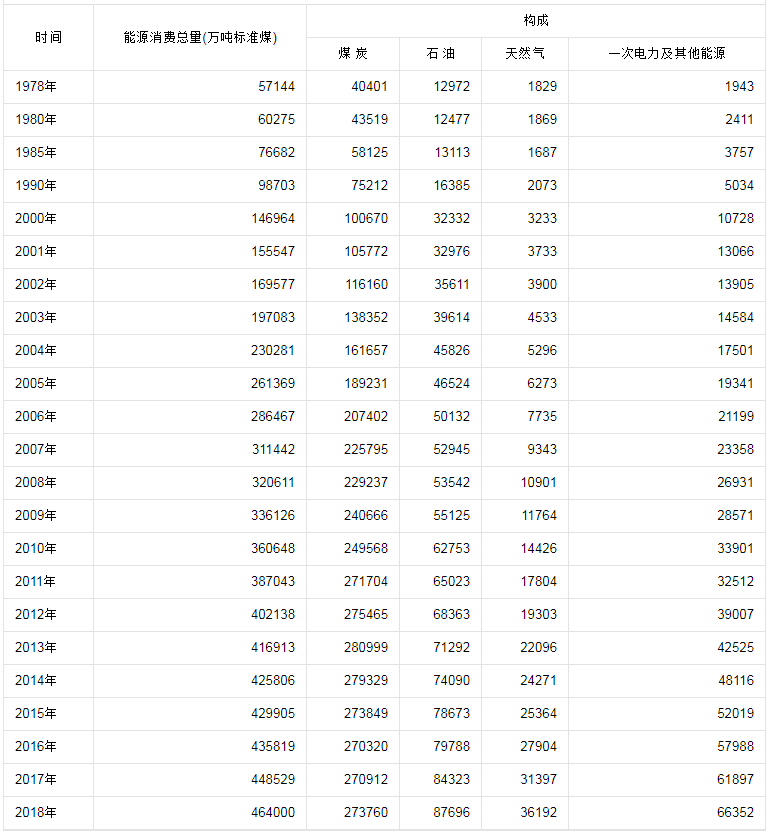 构成
时间 能源消费总量(万吨标准煤)
煤 炭 石 油 天然气 一次电力及其他能源
1978年 57144 40401 12972 1829 1943
1980年 60275 43519 12477 1869 2411
1985年 76682 58125 13113 1687 3757
1990年 98703 75212 16385 2073 5034
2000年 146964 100670 32332 3233 10728
2001年 155547 105772 32976 3733 13066
2002年 169577 116160 35611 3900 13905
2003年 197083 138352 39614 4533 14584
2004年 230281 161657 45826 5296 17501
2005年 261369 189231 46524 6273 19341
2006年 286467 207402 50132 7735 21199
2007年 311442 225795 52945 9343 23358
2008年 320611 229237 53542 10901 26931
2009年 336126 240666 55125 11764 28571
2010年 360648 249568 62753 14426 33901
2011年 387043 271704 65023 17804 32512
2012年 402138 275465 68363 19303 39007
2013年 416913 280999 71292 22096 42525
2014年 425806 279329 74090 24271 48116
2015年 429905 273849 78673 25364 52019
2016年 435819 270320 79788 27904 57988
2017年 448529 270912 84323 31397 61897
2018年 464000 273760 87696 36192 66352